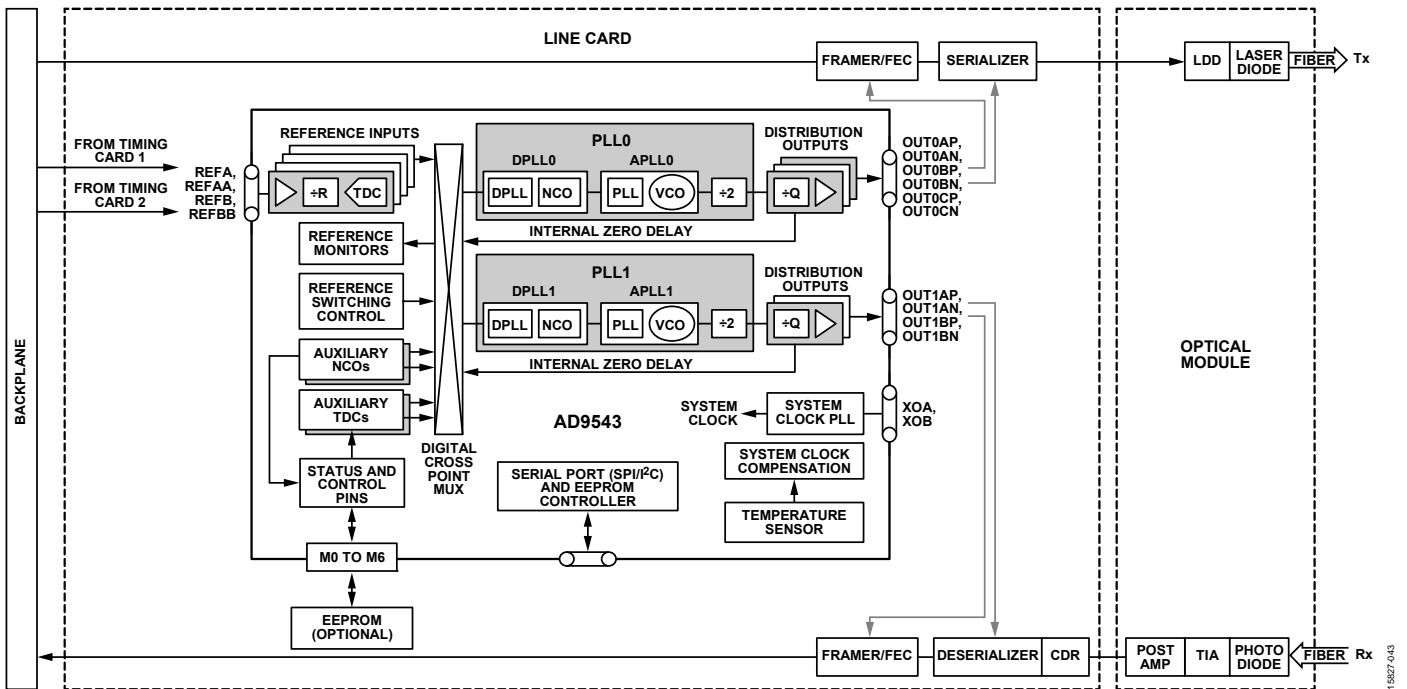 LINE CARD
FRAMER/FEC
SERIALIZER
LDD
LASER
DIODE
FIBER
Tx
BACKPLANE
FROM TIMING
CARD 1
FROM TIMING
CARD 2
REFA,
REFAA,
REFB,
REFBB
REFERENCE INPUTS
÷R
TDC
REFERENCE
MONITORS
REFERENCE
SWITCHING
CONTROL
AUXILIARY
NCOs
AUXILIARY
TDCs
STATUS AND
CONTROL
PINS
M0 TO M6
EEPROM
(OPTIONAL)
DIGITAL
CROSS
POINT
MUX
PLL0
DPLL0
APLL0
DPLL
NCO
PLL
VCO
÷2
DISTRIBUTION
OUTPUTS
÷Q
INTERNAL ZERO DELAY
OUT0AP,
OUT0AN,
OUT0BP,
OUT0BN,
OUT0CP,
OUT0CN
PLL1
DPLL1
APLL1
DPLL
NCO
PLL
VCO
÷2
DISTRIBUTION
OUTPUTS
÷Q
INTERNAL ZERO DELAY
OUT1AP,
OUT1AN,
OUT1BP,
OUT1BN
AD9543
SYSTEM
CLOCK
SYSTEM
CLOCK PLL
XOA,
XOB
SYSTEM CLOCK
COMPENSATION
TEMPERATURE
SENSOR
SERIAL PORT (SPI/I²C)
AND EEPROM
CONTROLLER
OPTICAL
MODULE
FRAMER/FEC
DESERIALIZER
CDR
POST
AMP
TIA
PHOTO
DIODE
FIBER
Rx
15827-043